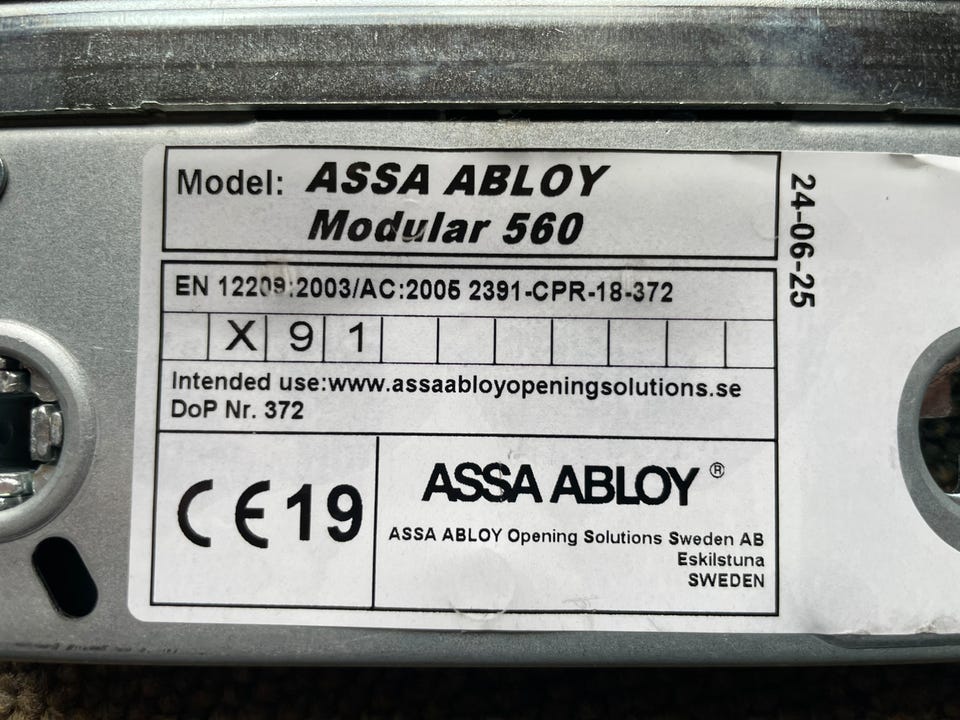 Model: ASSA ABLOY
Modular 560
24-06-25
EN 12209:2003/AC:2005 2391-CPR-18-372
X 9 1
Intended use:www.assaabloyopeningsolutions.se
DoP Nr. 372
CE 19
ASSA ABLOY ®
ASSA ABLOY Opening Solutions Sweden AB
Eskilstuna
SWEDEN